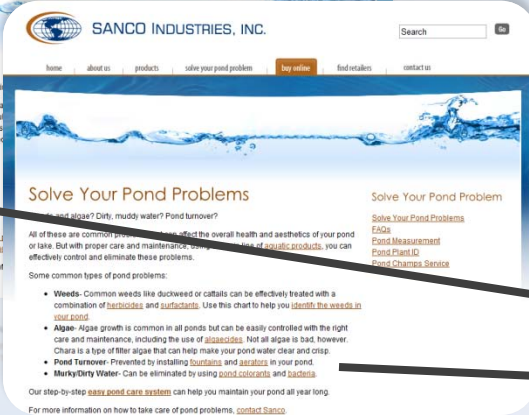 SANCO INDUSTRIES, INC.
Search
Go
home about us products solve your pond problem buy online find retailers contact us
Solve Your Pond Problems
and algae? Dirty, muddy water? Pond turnover?
All of these are common can affect the overall health and aesthetics of your pond
or lake. But with proper care and maintenance, line of aquatic products, you can
effectively control and eliminate these problems.
Some common types of pond problems:
• Weeds- Common weeds like duckweed or cattails can be effectively treated with a
combination of herbicides and surfactants. Use this chart to help you identify the weeds in
your pond.
• Algae- Algae growth is common in all ponds but can be easily controlled with the right
care and maintenance, including the use of algaecides. Not all algae is bad, however.
Chara is a type of filter algae that can help make your pond water clear and crisp.
• Pond Turnover- Prevented by installing fountains and aerators in your pond.
• Murky/Dirty Water- Can be eliminated by using pond colorants and bacteria.
Our step-by-step easy pond care system can help you maintain your pond all year long.
For more information on how to take care of pond problems, contact Sanco.
Solve Your Pond Problem
Solve Your Pond Problems
FAQs
Pond Measurement
Pond Plant ID
Pond Champs Service